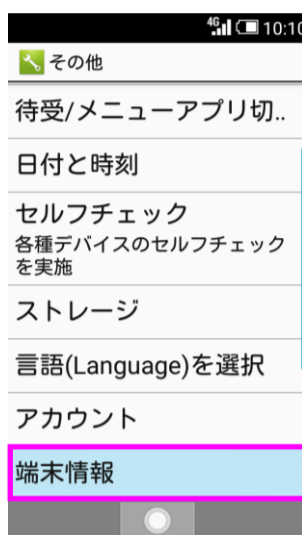 4G 10:10
その他
待受/メニューアプリ切..
日付と時刻
セルフチェック
各種デバイスのセルフチェック
を実施
ストレージ
言語(Language)を選択
アカウント
端末情報